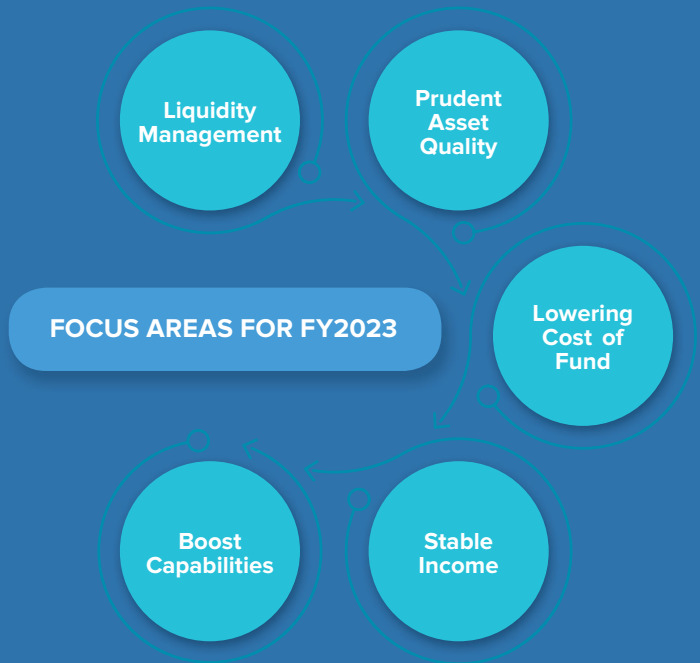 Liquidity
Management
Prudent
Asset
Quality
FOCUS AREAS FOR FY2023
Lowering
Cost of
Fund
Boost
Capabilities
Stable
Income